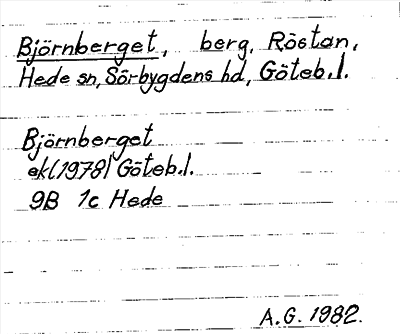 Björnberget, berg, Röstan,
Hede sn, Sörbygdens hd, Göteb.l.
Björnberget
ek(1978) Göteb.l.
9B 1c Hede
A.G. 1982.